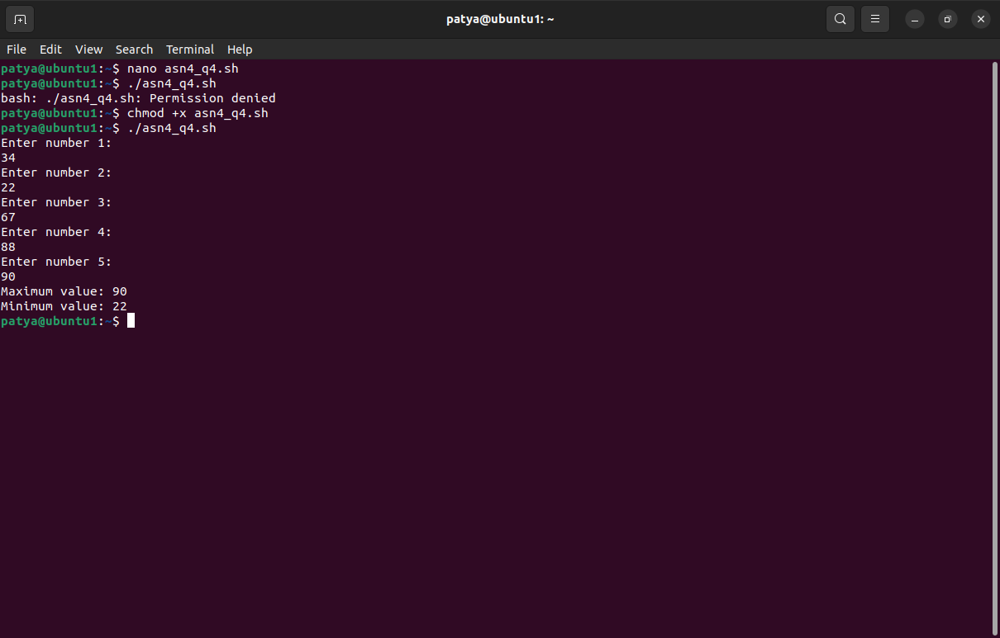 patya@ubuntu1: ~
File Edit View Search Terminal Help
patya@ubuntu1:~$ nano asn4_q4.sh
patya@ubuntu1:~$ ./asn4_q4.sh
bash: ./asn4_q4.sh: Permission denied
patya@ubuntu1:~$ chmod +x asn4_q4.sh
patya@ubuntu1:~$ ./asn4_q4.sh
Enter number 1:
34
Enter number 2:
22
Enter number 3:
67
Enter number 4:
88
Enter number 5:
90
Maximum value: 90
Minimum value: 22
patya@ubuntu1:~$